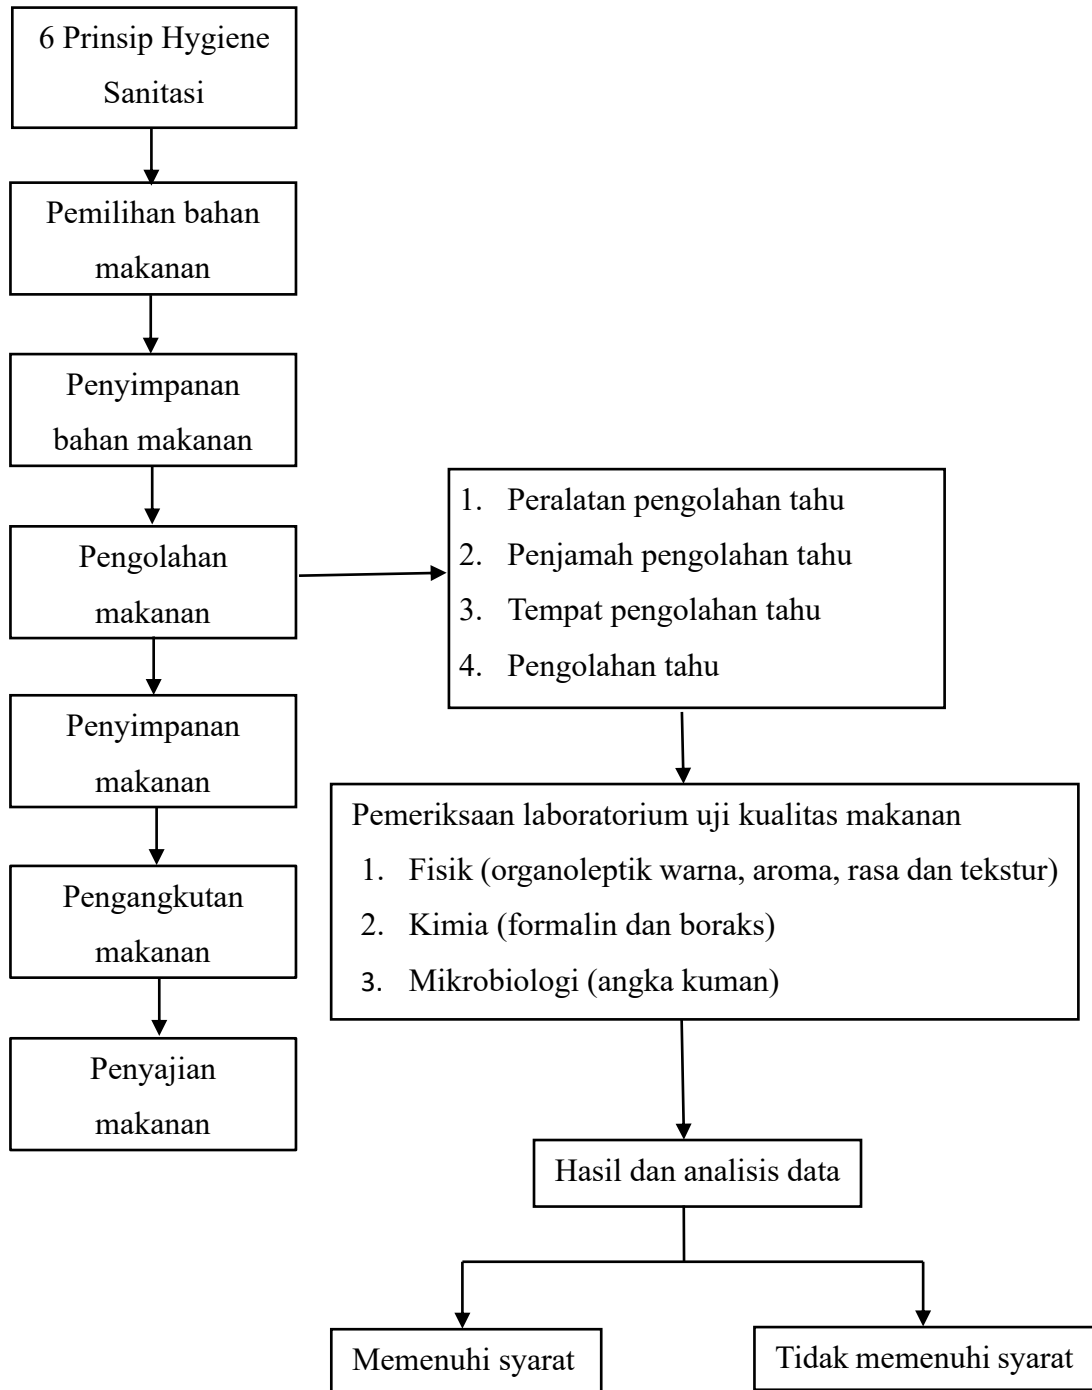 6 Prinsip Hygiene
Sanitasi
Pemilihan bahan
makanan
Penyimpanan
bahan makanan
Pengolahan
makanan
Penyimpanan
makanan
Pengangkutan
makanan
Penyajian
makanan
1. Peralatan pengolahan tahu
2. Penjamah pengolahan tahu
3. Tempat pengolahan tahu
4. Pengolahan tahu
Pemeriksaan laboratorium uji kualitas makanan
1. Fisik (organoleptik warna, aroma, rasa dan tekstur)
2. Kimia (formalin dan boraks)
3. Mikrobiologi (angka kuman)
Hasil dan analisis data
Memenuhi syarat
Tidak memenuhi syarat